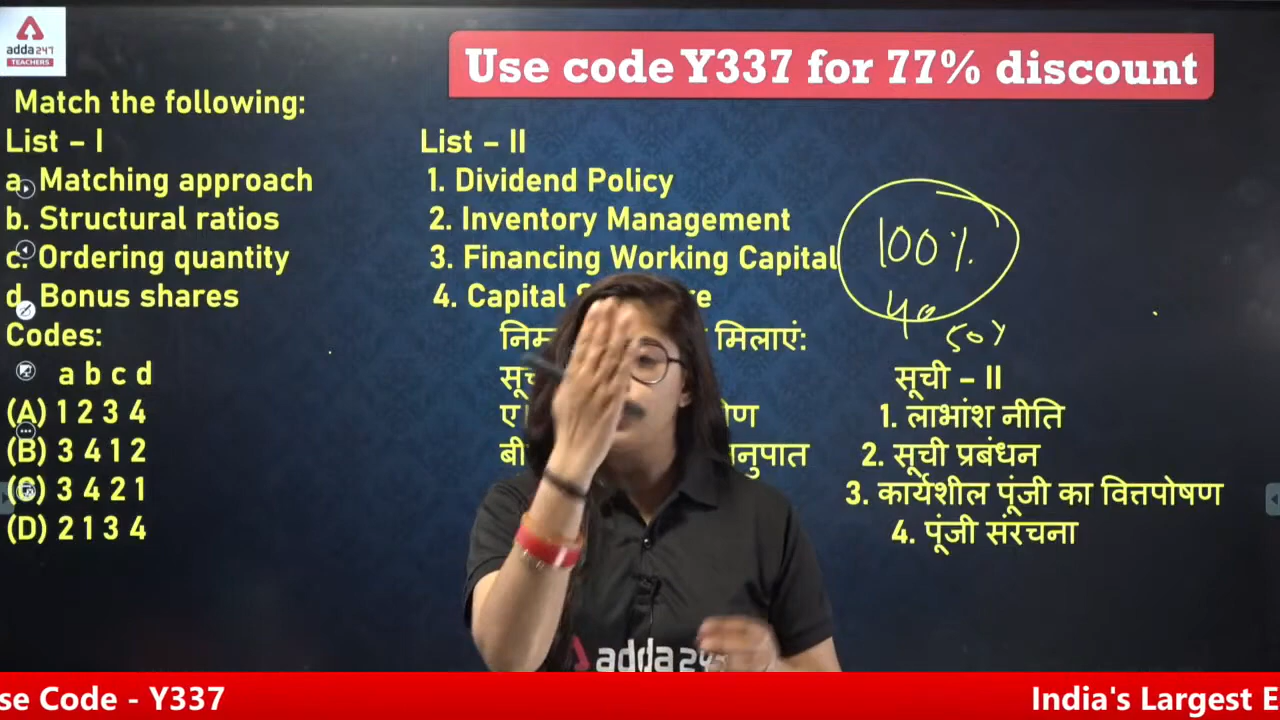 adda247
TEACHERS
Use code Y337 for 77% discount
Match the following:
List – I
List – II
a. Matching approach
1. Dividend Policy
b. Structural ratios
2. Inventory Management
c. Ordering quantity
3. Financing Working Capital
d. Bonus shares
4. Capital
100%
40
50%
Codes:
मिलाएं:
a b c d
सूची – II
(A) 1 2 3 4
1. लाभांश नीति
(B) 3 4 1 2
2. सूची प्रबंधन
(C) 3 4 2 1
3. कार्यशील पूंजी का वित्तपोषण
(D) 2 1 3 4
4. पूंजी संरचना
adda24
se Code - Y337
India's Largest E